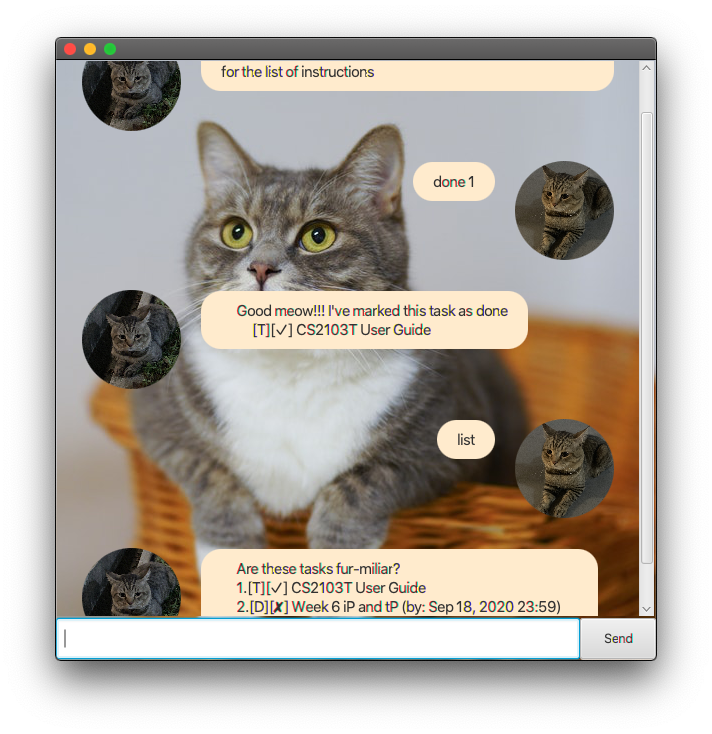 for the list of instructions
done 1
Good meow!!! I've marked this task as done
[T][✓] CS2103T User Guide
list
Are these tasks fur-miliar?
1.[T][✓] CS2103T User Guide
2.[D][✘] Week 6 iP and tP (by: Sep 18, 2020 23:59)
Send